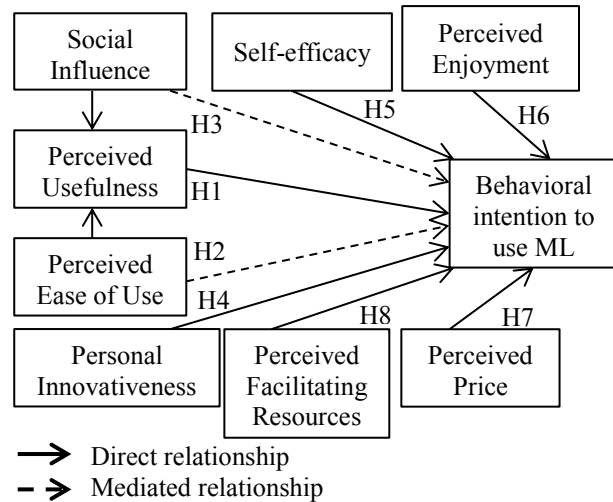 Social
Influence
Self-efficacy
Perceived
Enjoyment
H5
H6
H3
Perceived
Usefulness
H1
Behavioral
intention to
use ML
Perceived
Ease of Use
H2
H4
H8
H7
Personal
Innovativeness
Perceived
Facilitating
Resources
Perceived
Price
Direct relationship
Mediated relationship